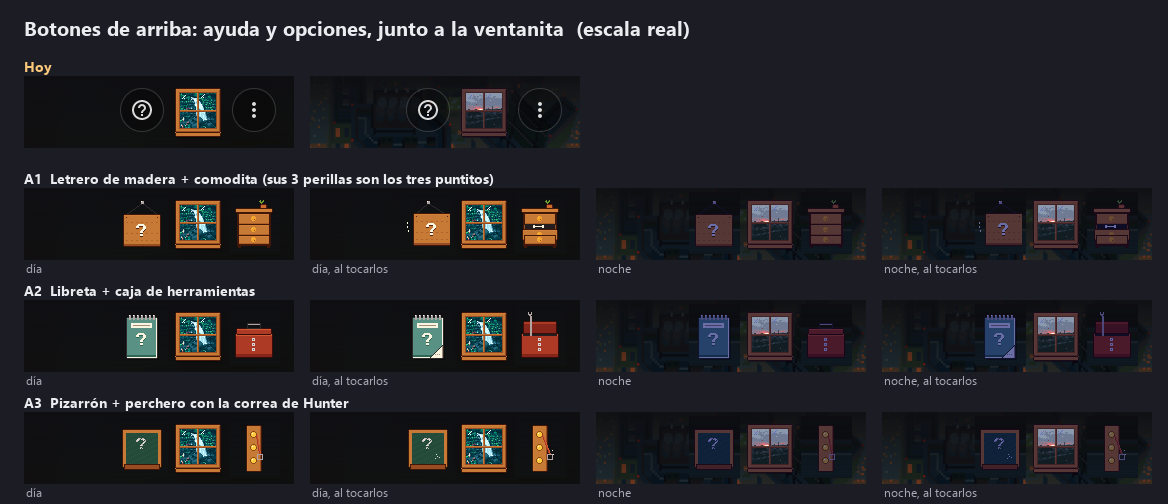 Botones de arriba: ayuda y opciones, junto a la ventanita  (escala real)
Hoy
?
?
A1  Letrero de madera + comodita (sus 3 perillas son los tres puntitos)
? ? ? ?
día día, al tocarlos noche noche, al tocarlos
A2  Libreta + caja de herramientas
? ? ? ?
día día, al tocarlos noche noche, al tocarlos
A3  Pizarrón + perchero con la correa de Hunter
? ? ? ?
día día, al tocarlos noche noche, al tocarlos